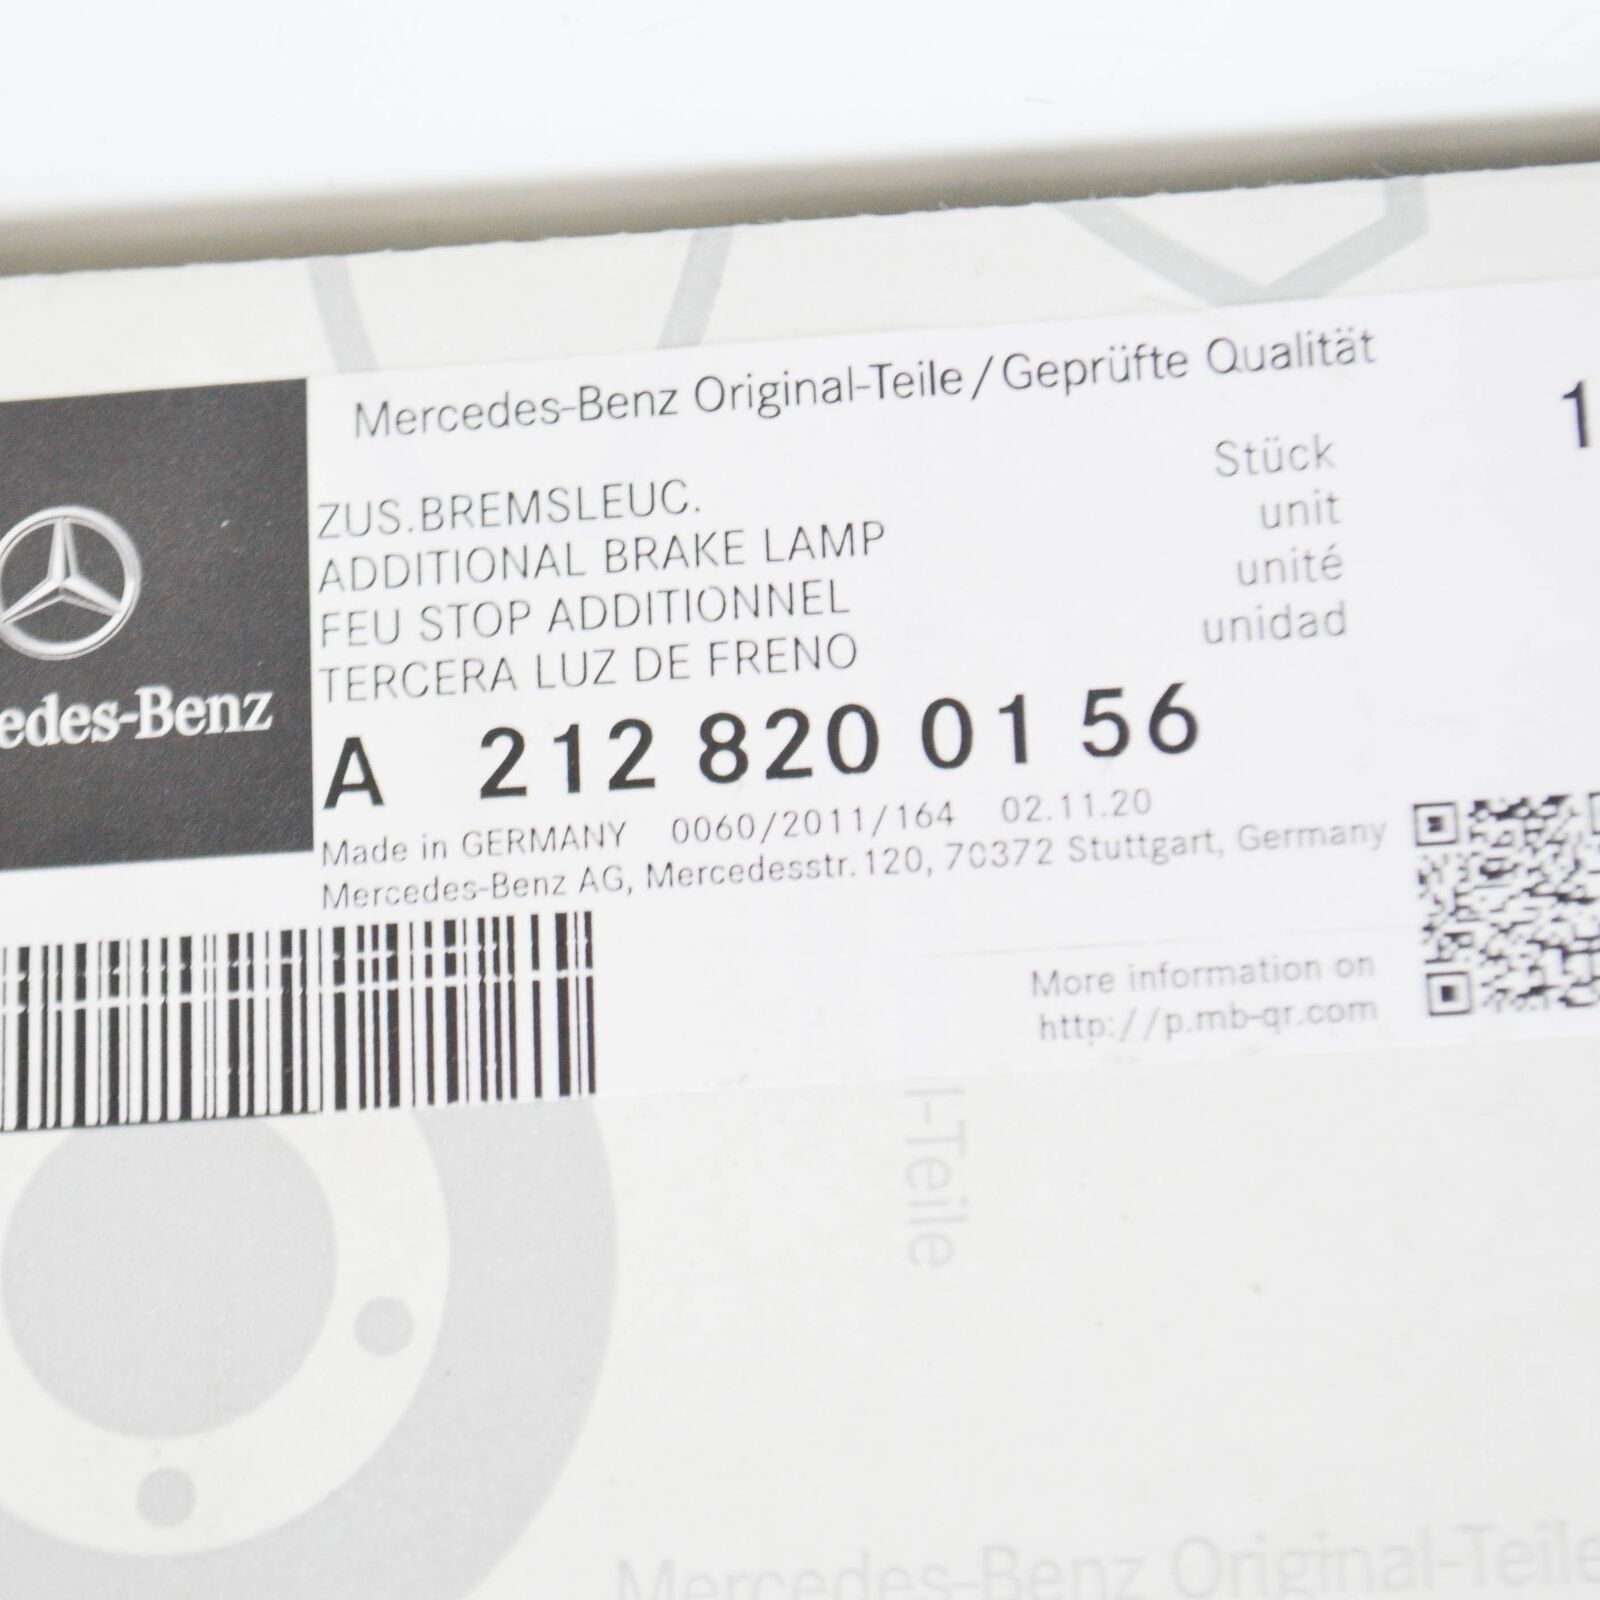 Mercedes-Benz Original-Teile/Geprüfte Qualität
Stück 1
unit
unité
unidad
ZUS.BREMSLEUC.
ADDITIONAL BRAKE LAMP
FEU STOP ADDITIONNEL
TERCERA LUZ DE FRENO
edes-Benz
A 212 820 01 56
Made in GERMANY 0060/2011/164 02.11.20
Mercedes-Benz AG, Mercedesstr.120, 70372 Stuttgart, Germany
More information on
http://p.mb-qr.com
l-Teile
Mercedes-Benz Original-Teile